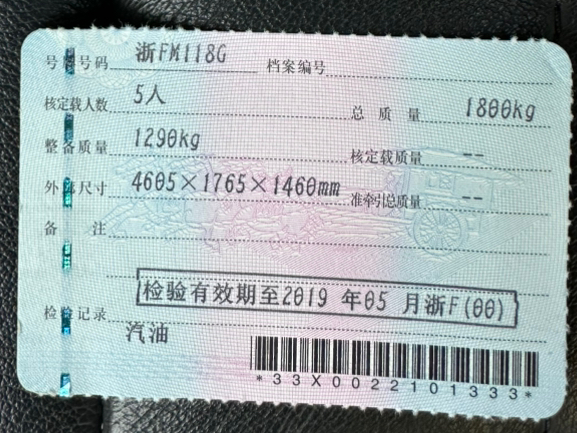 号牌号码 浙FM118G 档案编号
核定载人数 5人 总质量 1800kg
整备质量 1290kg 核定载质量 --
外廓尺寸 4605×1765×1460mm 准牵引总质量 --
备注
检验有效期至2019 年05 月浙F(00)
检验记录
汽油
*33X0022101333*